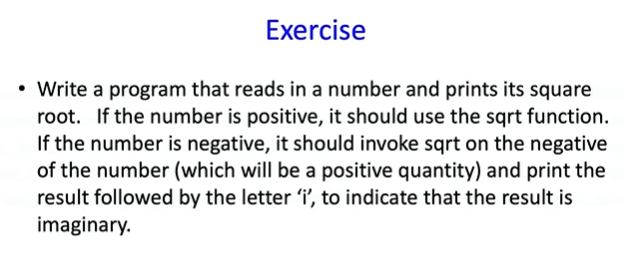 Exercise
• Write a program that reads in a number and prints its square
root. If the number is positive, it should use the sqrt function.
If the number is negative, it should invoke sqrt on the negative
of the number (which will be a positive quantity) and print the
result followed by the letter ‘i’, to indicate that the result is
imaginary.